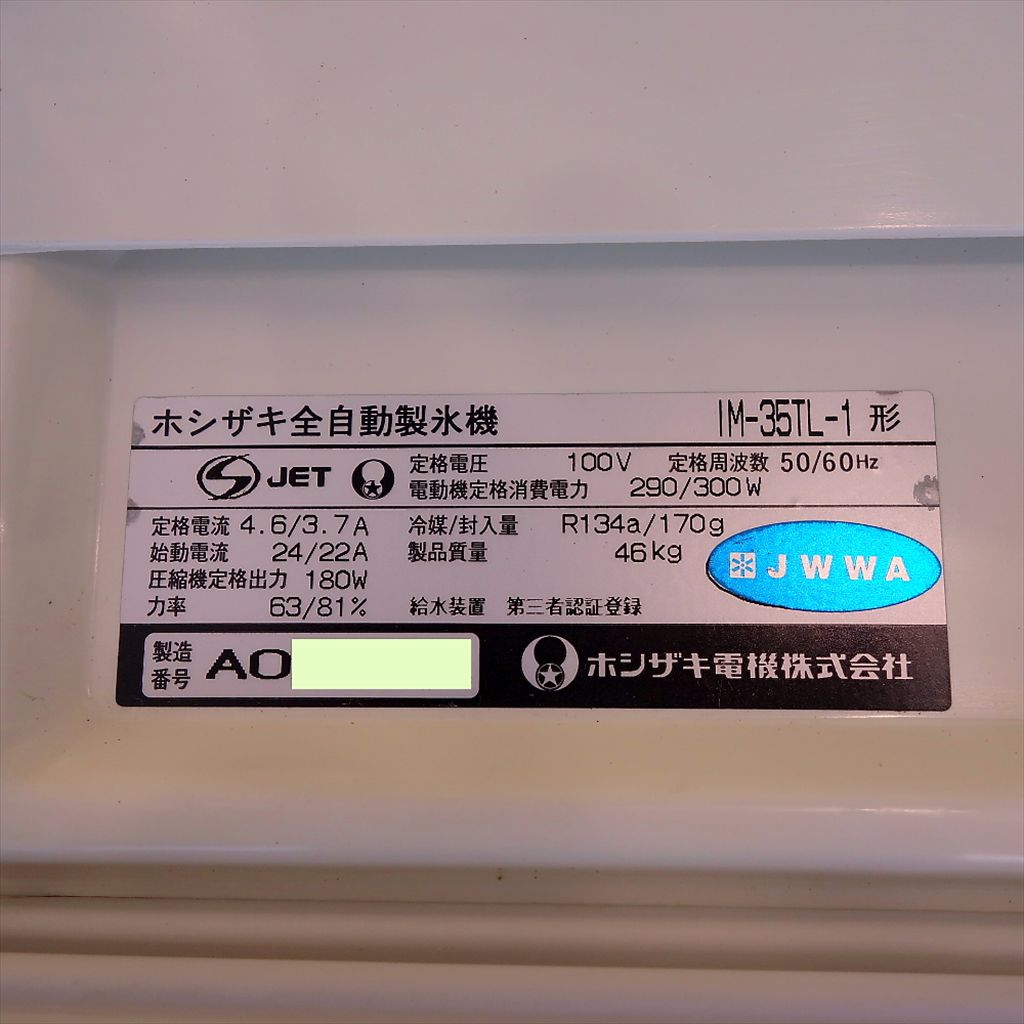 ホシザキ全自動製氷機 IM-35TL-1 形
JET 定格電圧 100V 定格周波数 50/60Hz
電動機定格消費電力 290/300W
定格電流 4.6/3.7A 冷媒/封入量 R134a/170g
始動電流 24/22A 製品質量 46kg
圧縮機定格出力 180W
JWWA
力率 63/81% 給水装置 第三者認証登録
製造番号 AO
ホシザキ電機株式会社